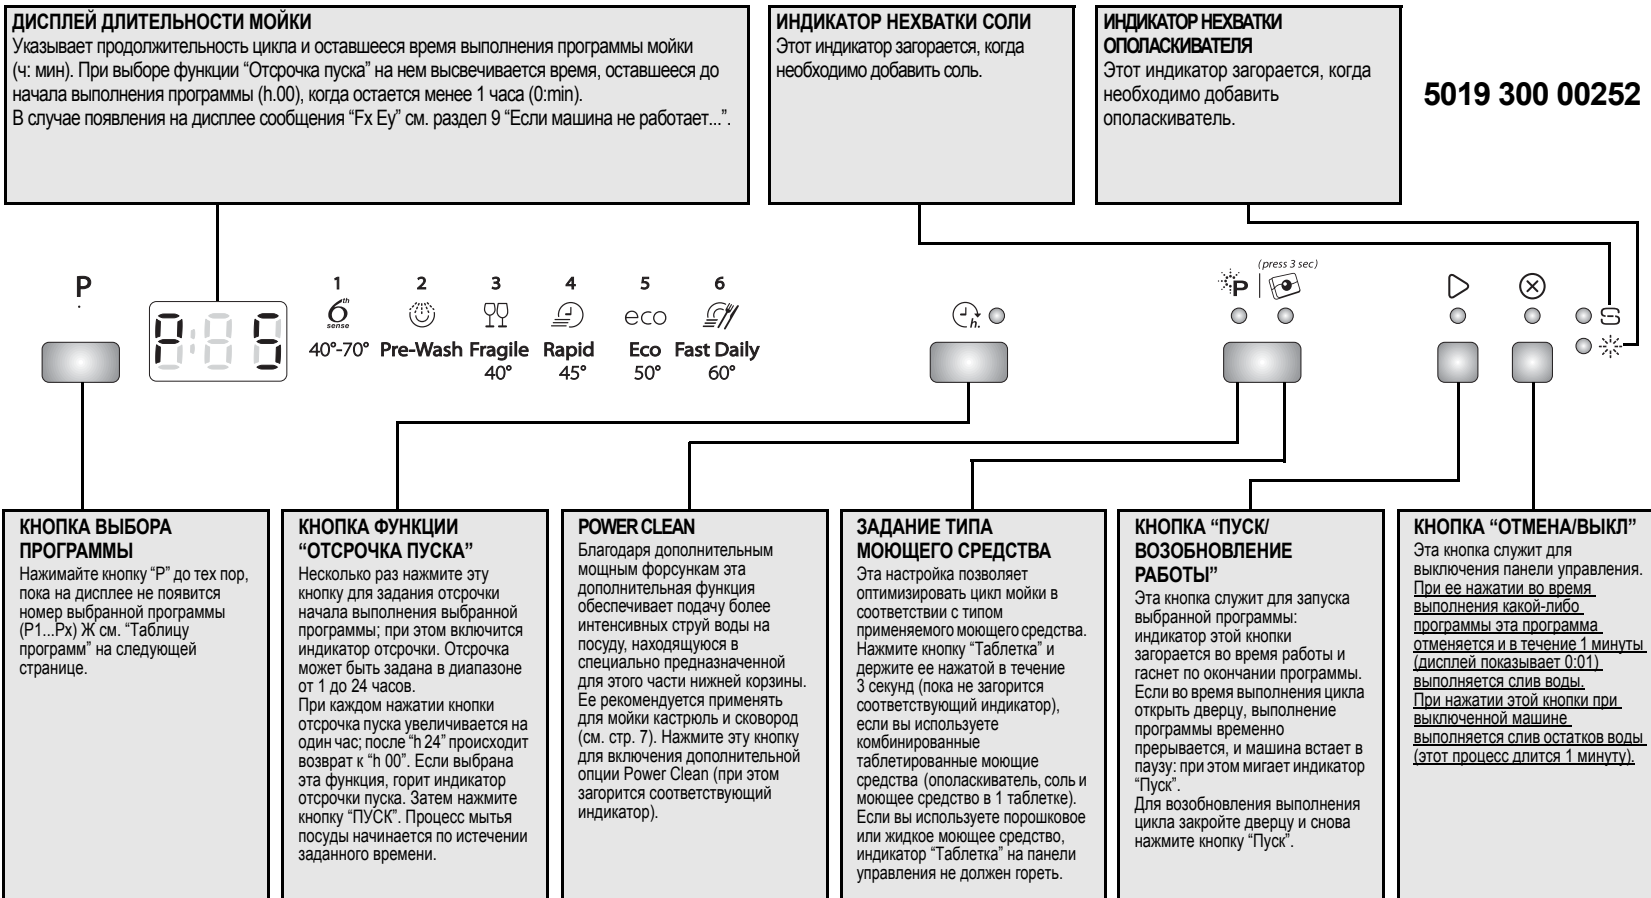 ДИСПЛЕЙ ДЛИТЕЛЬНОСТИ МОЙКИ
Указывает продолжительность цикла и оставшееся время выполнения программы мойки
(ч: мин). При выборе функции “Отсрочка пуска” на нем высвечивается время, оставшееся до
начала выполнения программы (h.00), когда остается менее 1 часа (0:min).
В случае появления на дисплее сообщения “Fx Ey” см. раздел 9 “Если машина не работает...”.
ИНДИКАТОР НЕХВАТКИ СОЛИ
Этот индикатор загорается, когда
необходимо добавить соль.
ИНДИКАТОР НЕХВАТКИ
ОПОЛАСКИВАТЕЛЯ
Этот индикатор загорается, когда
необходимо добавить
ополаскиватель.
5019 300 00252
P
P 5
1
6th
sense
40°-70°
2
Pre-Wash
3
Fragile
40°
4
Rapid
45°
5
eco
Eco
50°
6
Fast Daily
60°
h.
P
(press 3 sec)
S
КНОПКА ВЫБОРА
ПРОГРАММЫ
Нажимайте кнопку “P” до тех пор,
пока на дисплее не появится
номер выбранной программы
(P1...Px) Ж см. “Таблицу
программ” на следующей
странице.
КНОПКА ФУНКЦИИ
“ОТСРОЧКА ПУСКА”
Несколько раз нажмите эту
кнопку для задания отсрочки
начала выполнения выбранной
программы; при этом включится
индикатор отсрочки. Отсрочка
может быть задана в диапазоне
от 1 до 24 часов.
При каждом нажатии кнопки
отсрочка пуска увеличивается на
один час; после “h 24” происходит
возврат к “h 00”. Если выбрана
эта функция, горит индикатор
отсрочки пуска. Затем нажмите
кнопку “ПУСК”. Процесс мытья
посуды начинается по истечении
заданного времени.
POWER CLEAN
Благодаря дополнительным
мощным форсункам эта
дополнительная функция
обеспечивает подачу более
интенсивных струй воды на
посуду, находящуюся в
специально предназначенной
для этого части нижней корзины.
Ее рекомендуется применять
для мойки кастрюль и сковород
(см. стр. 7). Нажмите эту кнопку
для включения дополнительной
опции Power Clean (при этом
загорится соответствующий
индикатор).
ЗАДАНИЕ ТИПА
МОЮЩЕГО СРЕДСТВА
Эта настройка позволяет
оптимизировать цикл мойки в
соответствии с типом
применяемого моющего средства.
Нажмите кнопку “Таблетка” и
держите ее нажатой в течение
3 секунд (пока не загорится
соответствующий индикатор),
если вы используете
комбинированные
таблетированные моющие
средства (ополаскиватель, соль и
моющее средство в 1 таблетке).
Если вы используете порошковое
или жидкое моющее средство,
индикатор “Таблетка” на панели
управления не должен гореть.
КНОПКА “ПУСК/
ВОЗОБНОВЛЕНИЕ
РАБОТЫ”
Эта кнопка служит для запуска
выбранной программы:
индикатор этой кнопки
загорается во время работы и
гаснет по окончании программы.
Если во время выполнения цикла
открыть дверцу, выполнение
программы временно
прерывается, и машина встает в
паузу: при этом мигает индикатор
“Пуск”.
Для возобновления выполнения
цикла закройте дверцу и снова
нажмите кнопку “Пуск”.
КНОПКА “ОТМЕНА/ВЫКЛ”
Эта кнопка служит для
выключения панели управления.
При ее нажатии во время
выполнения какой-либо
программы эта программа
отменяется и в течение 1 минуты
(дисплей показывает 0:01)
выполняется слив воды.
При нажатии этой кнопки при
выключенной машине
выполняется слив остатков воды
(этот процесс длится 1 минуту).